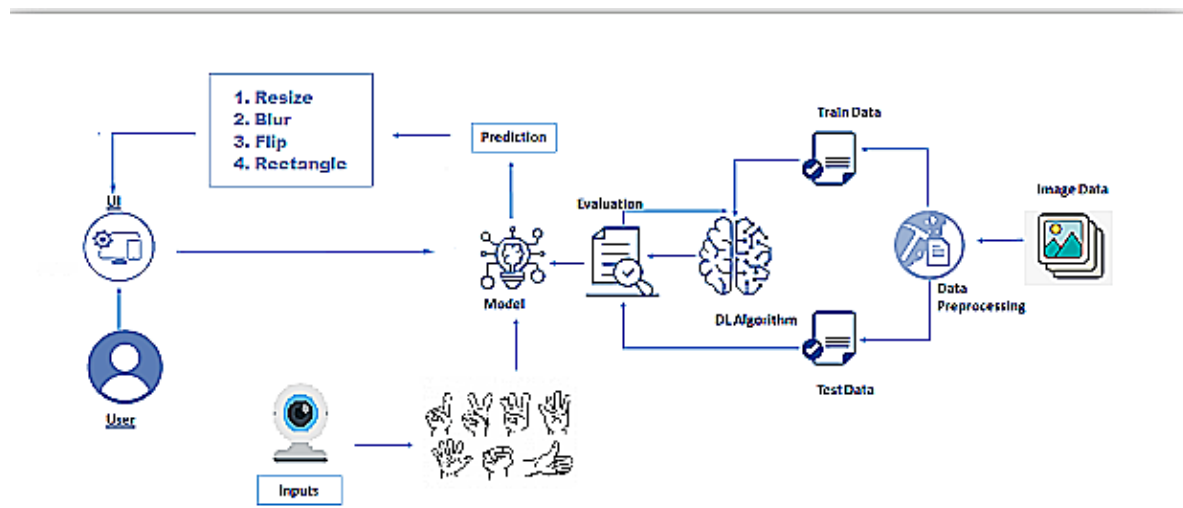 1. Resize
2. Blur
3. Flip
4. Rectangle
Prediction
Train Data
Image Data
UI
Evaluation
Model
DL Algorithm
Data
Preprocessing
Test Data
User
Inputs